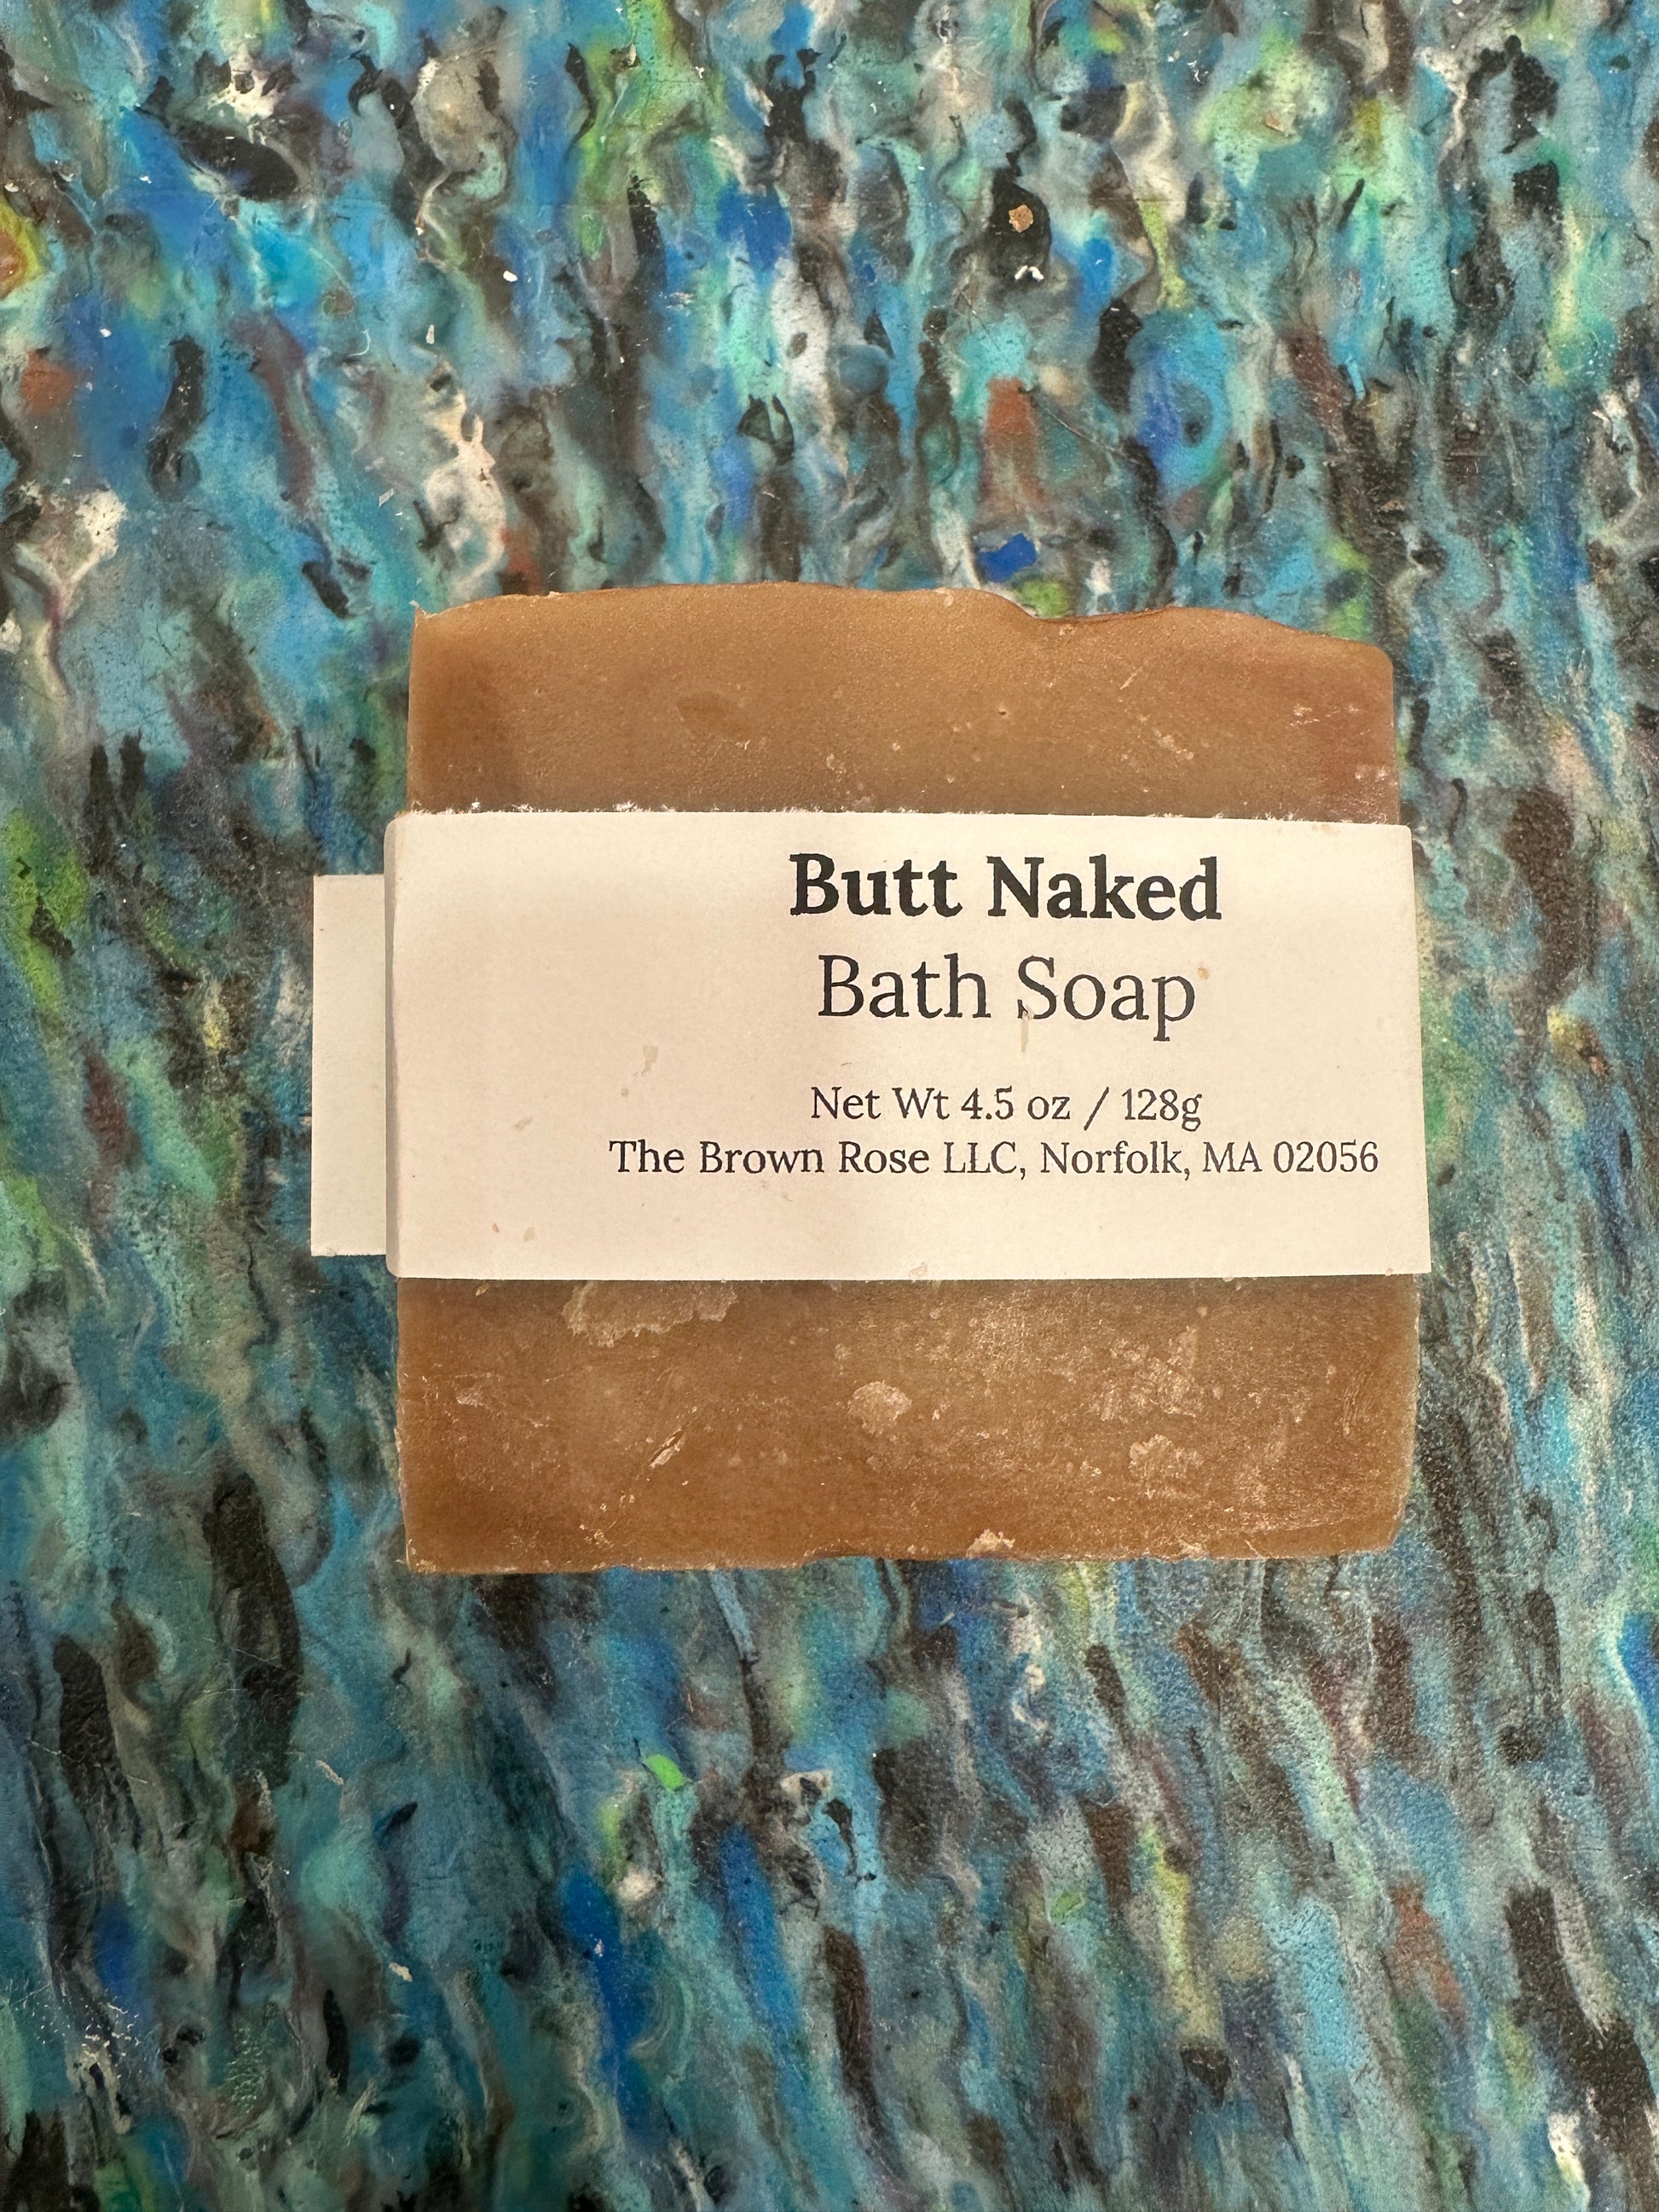 Butt Naked
Bath Soap
Net Wt 4.5 oz / 128g
The Brown Rose LLC, Norfolk, MA 02056